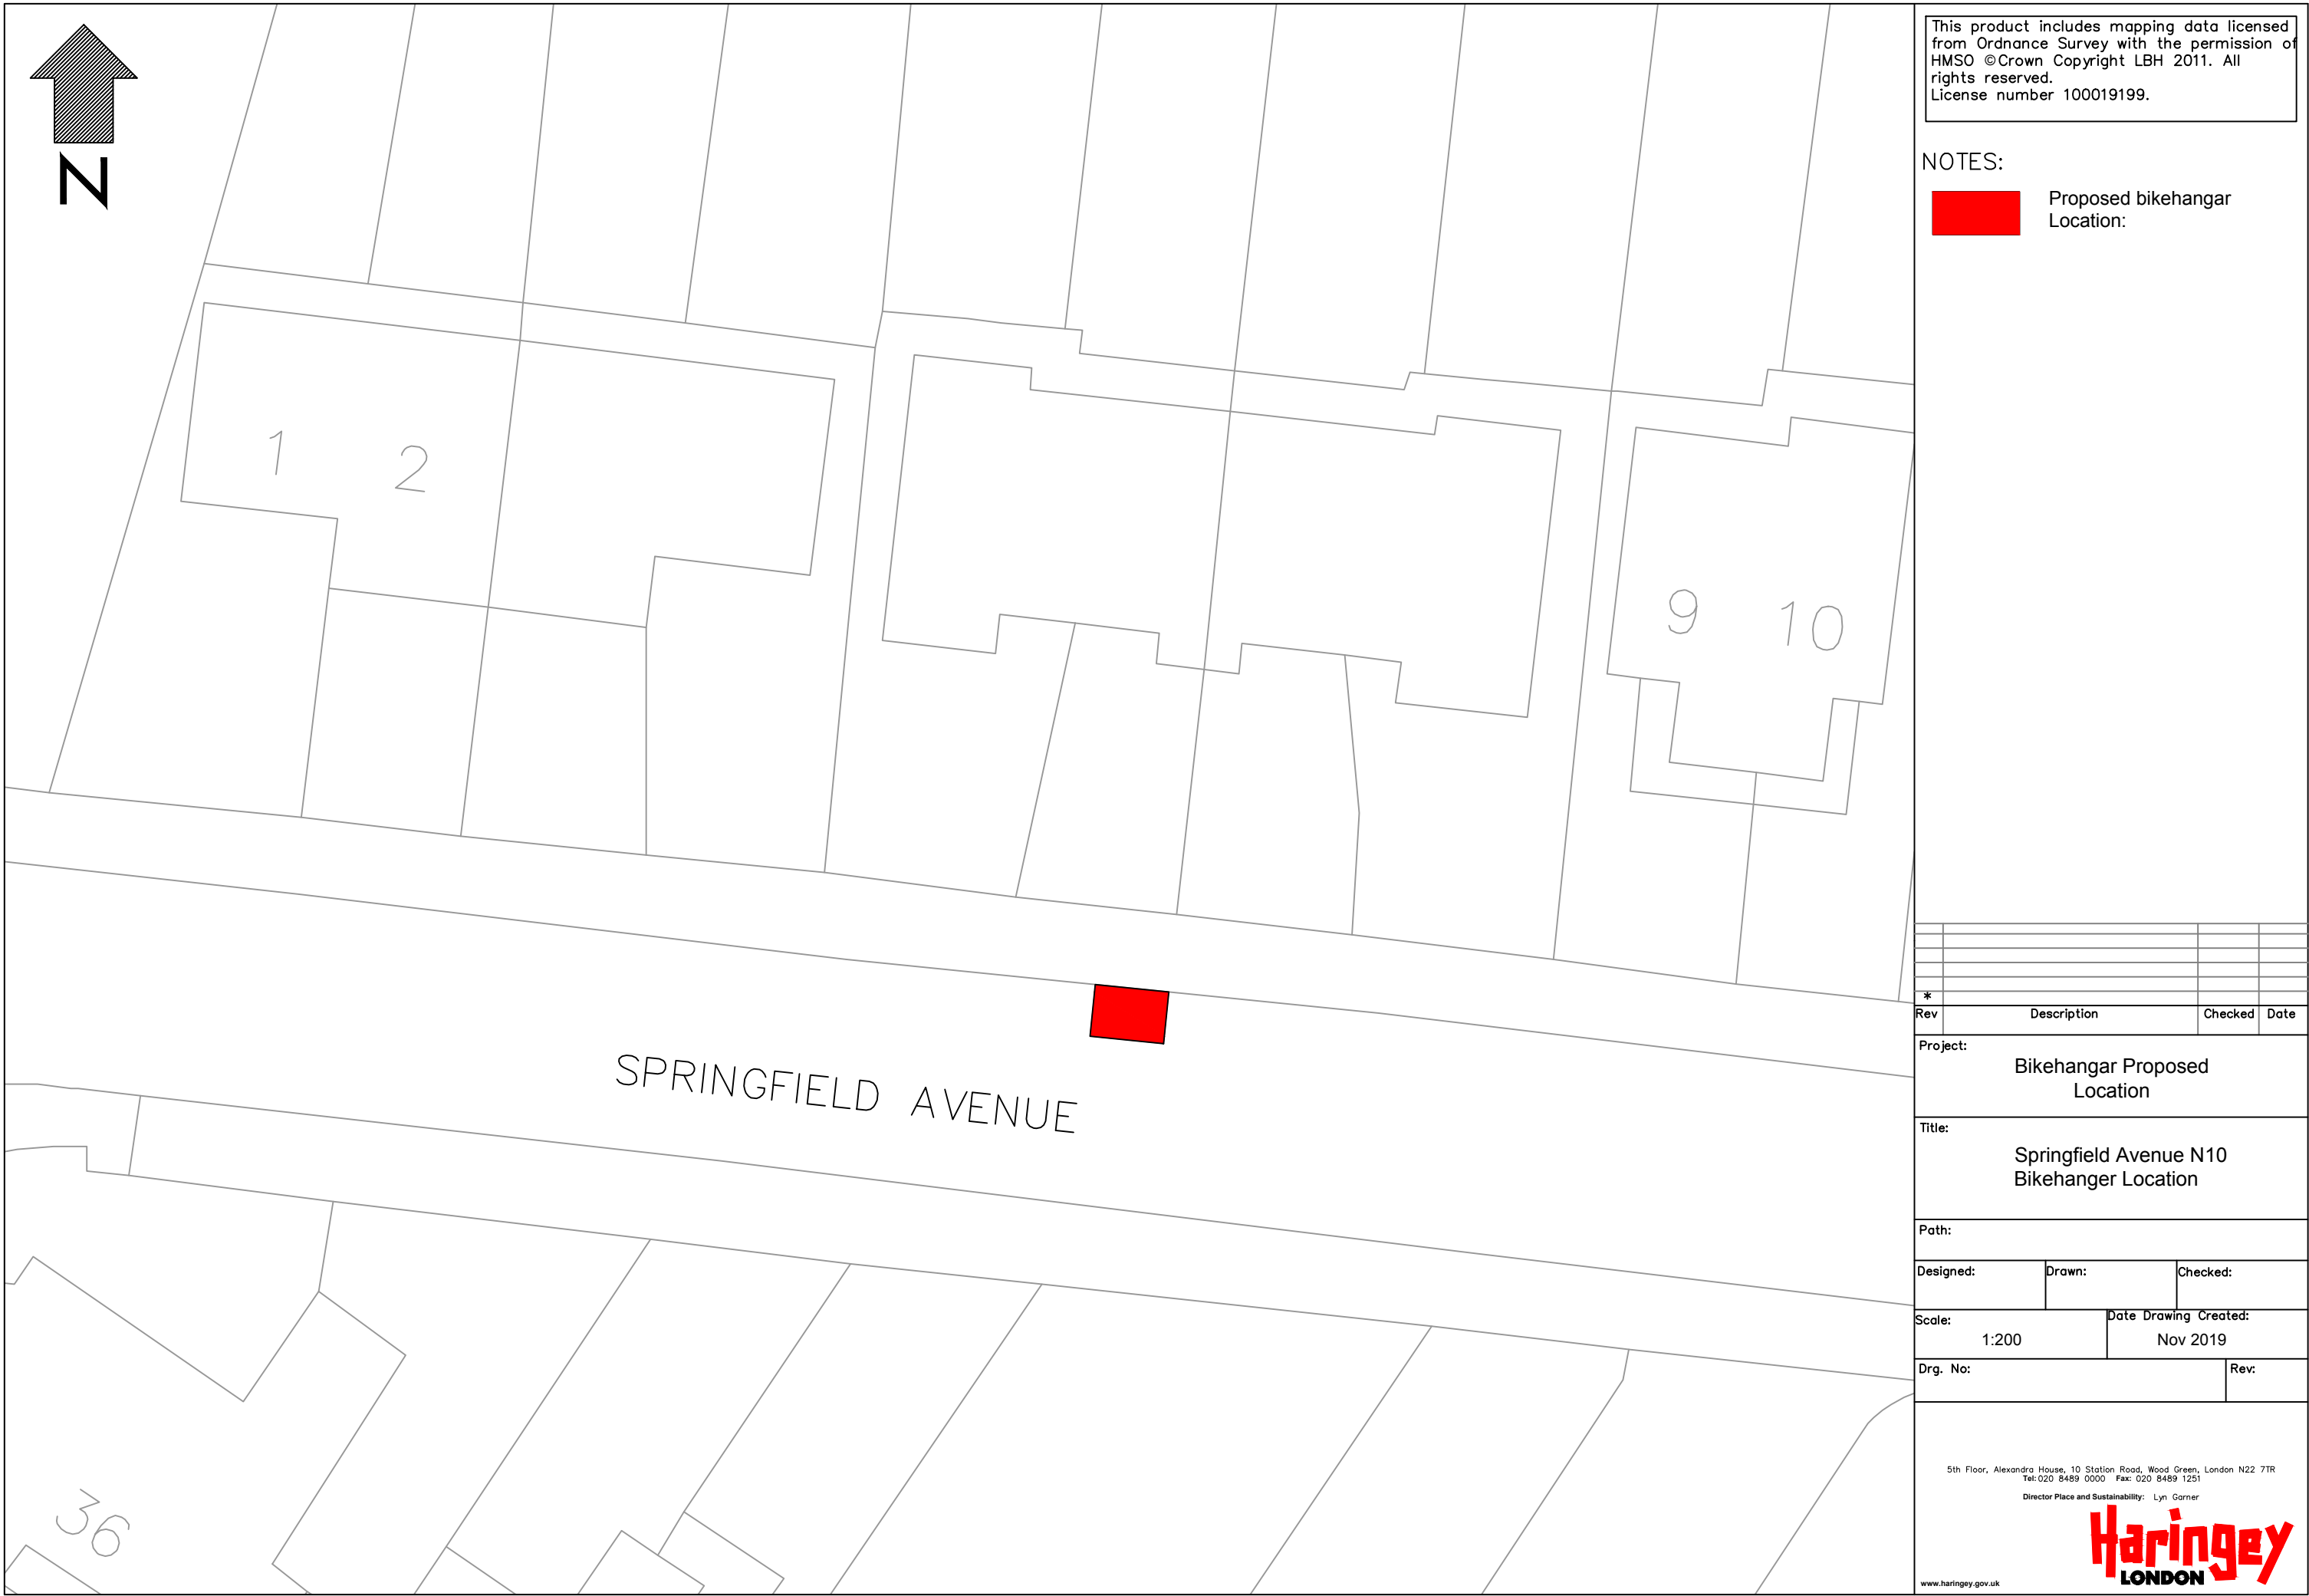 N
1
2
9
10
SPRINGFIELD AVENUE
36
This product includes mapping data licensed
from Ordnance Survey with the permission of
HMSO ©Crown Copyright LBH 2011. All
rights reserved.
License number 100019199.
NOTES:
Proposed bikehangar
Location:
*
Rev Description Checked Date
Project:
Bikehangar Proposed
Location
Title:
Springfield Avenue N10
Bikehanger Location
Path:
Designed: Drawn: Checked:
Scale: Date Drawing Created:
1:200 Nov 2019
Drg. No: Rev:
5th Floor, Alexandra House, 10 Station Road, Wood Green, London N22 7TR
Tel: 020 8489 0000 Fax: 020 8489 1251
Director Place and Sustainability: Lyn Garner
Haringey
LONDON
www.haringey.gov.uk